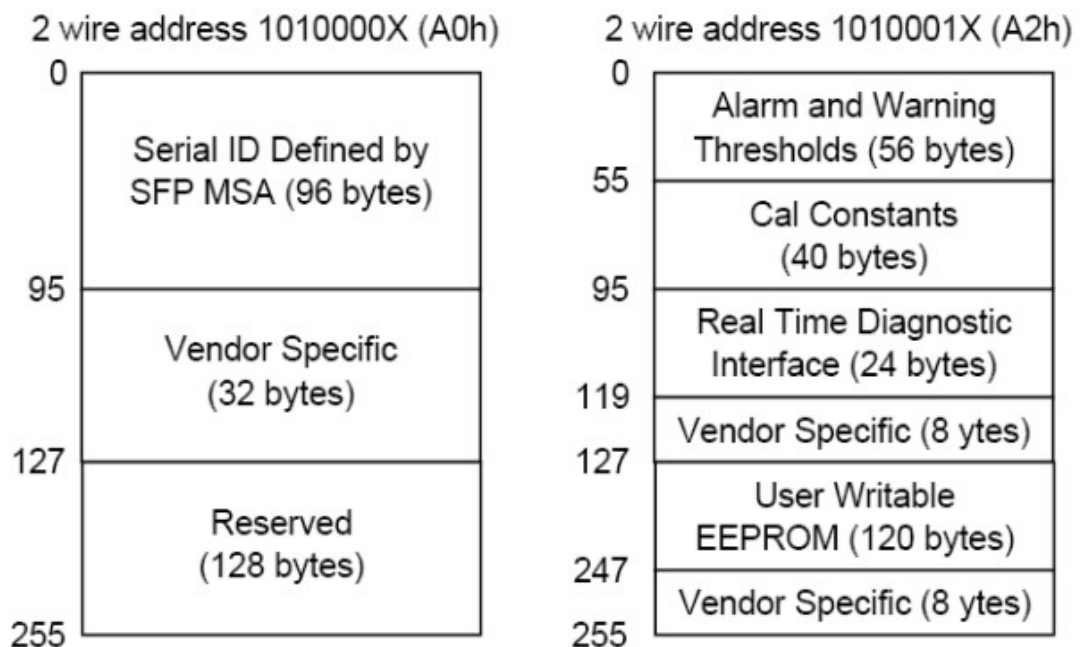 2 wire address 1010000X (A0h)
0
Serial ID Defined by
SFP MSA (96 bytes)
95
Vendor Specific
(32 bytes)
127
Reserved
(128 bytes)
255
2 wire address 1010001X (A2h)
0
Alarm and Warning
Thresholds (56 bytes)
55
Cal Constants
(40 bytes)
95
Real Time Diagnostic
Interface (24 bytes)
119
Vendor Specific (8 ytes)
127
User Writable
EEPROM (120 bytes)
247
Vendor Specific (8 ytes)
255